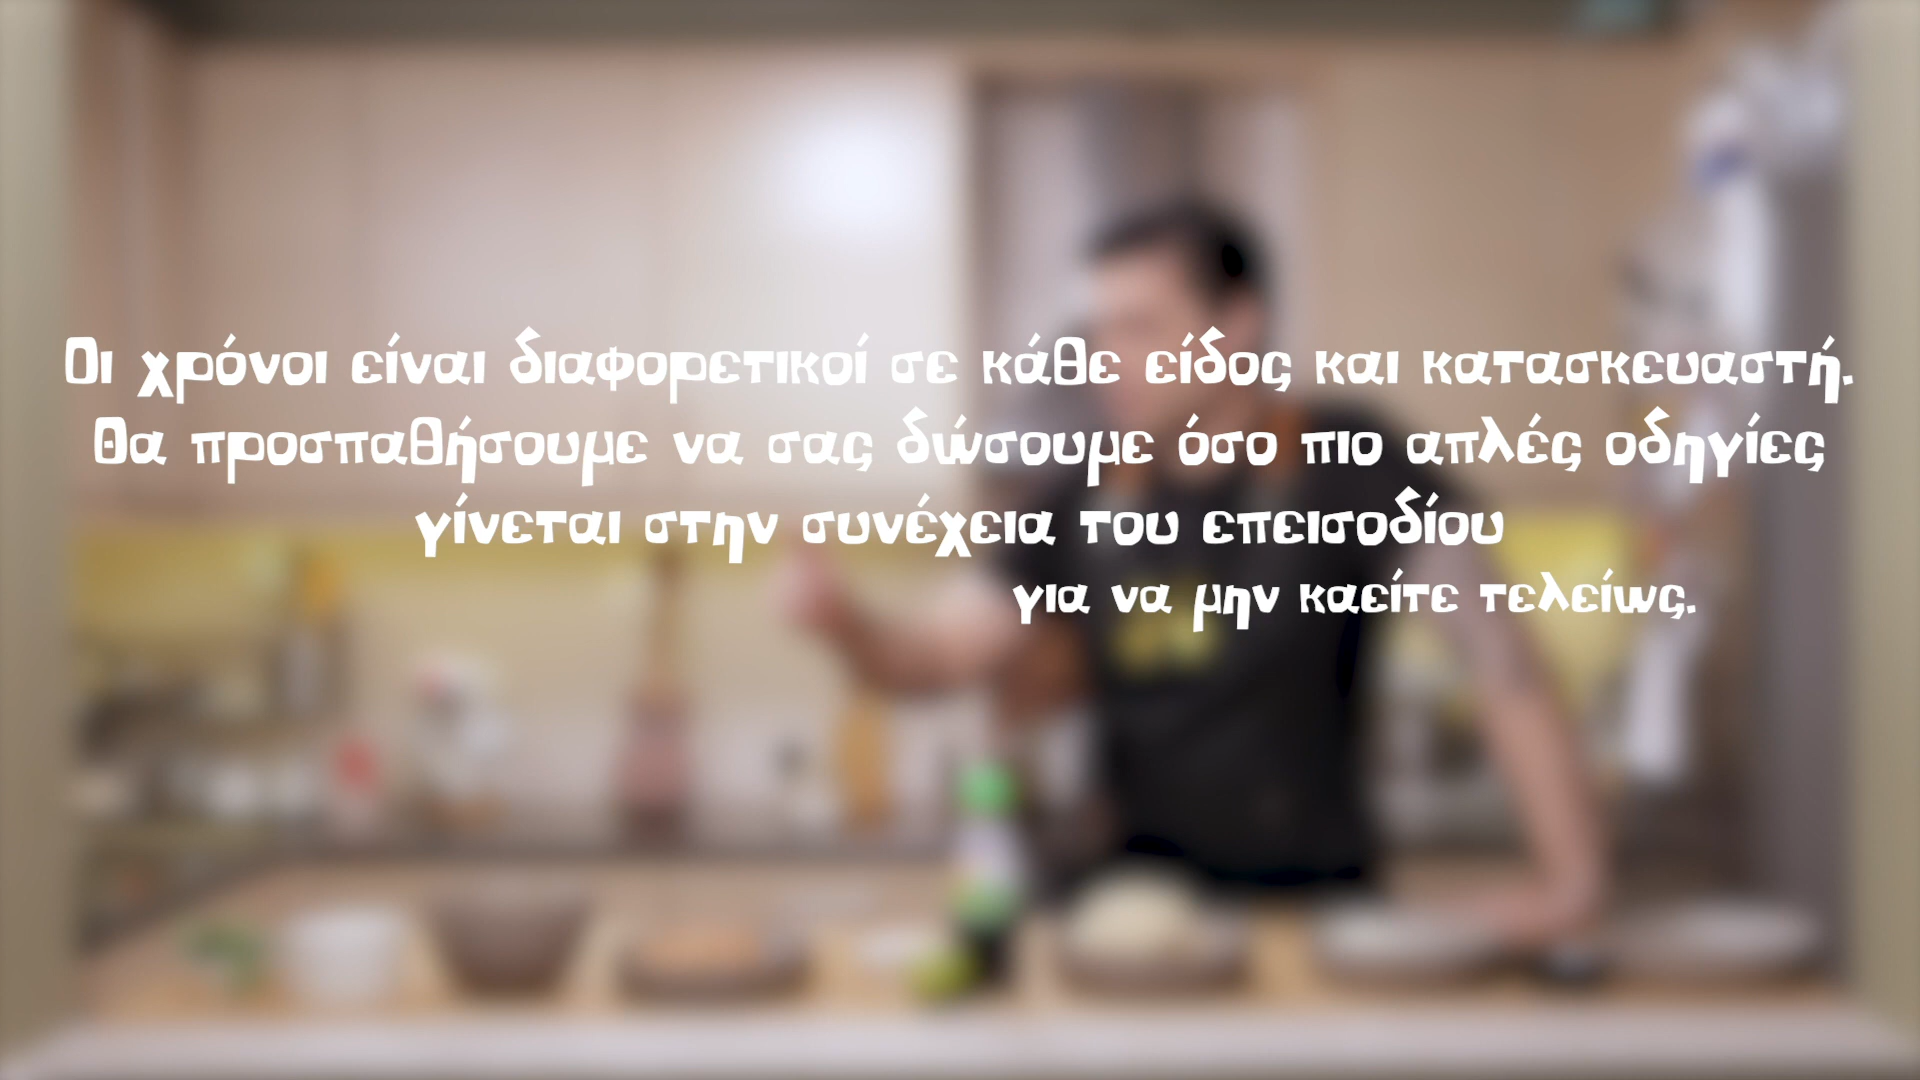 Οι χρόνοι είναι διαφορετικοί σε κάθε είδος και κατασκευαστή.
Θα προσπαθήσουμε να σας δώσουμε όσο πιο απλές οδηγίες
γίνεται στην συνέχεια του επεισοδίου
για να μην καείτε τελείως.